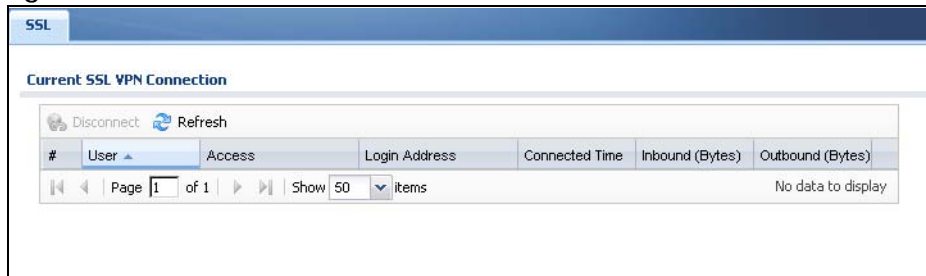 SSL
Current SSL VPN Connection
Disconnect Refresh
# User Access Login Address Connected Time Inbound (Bytes) Outbound (Bytes)
Page 1 of 1 Show 50 items No data to display